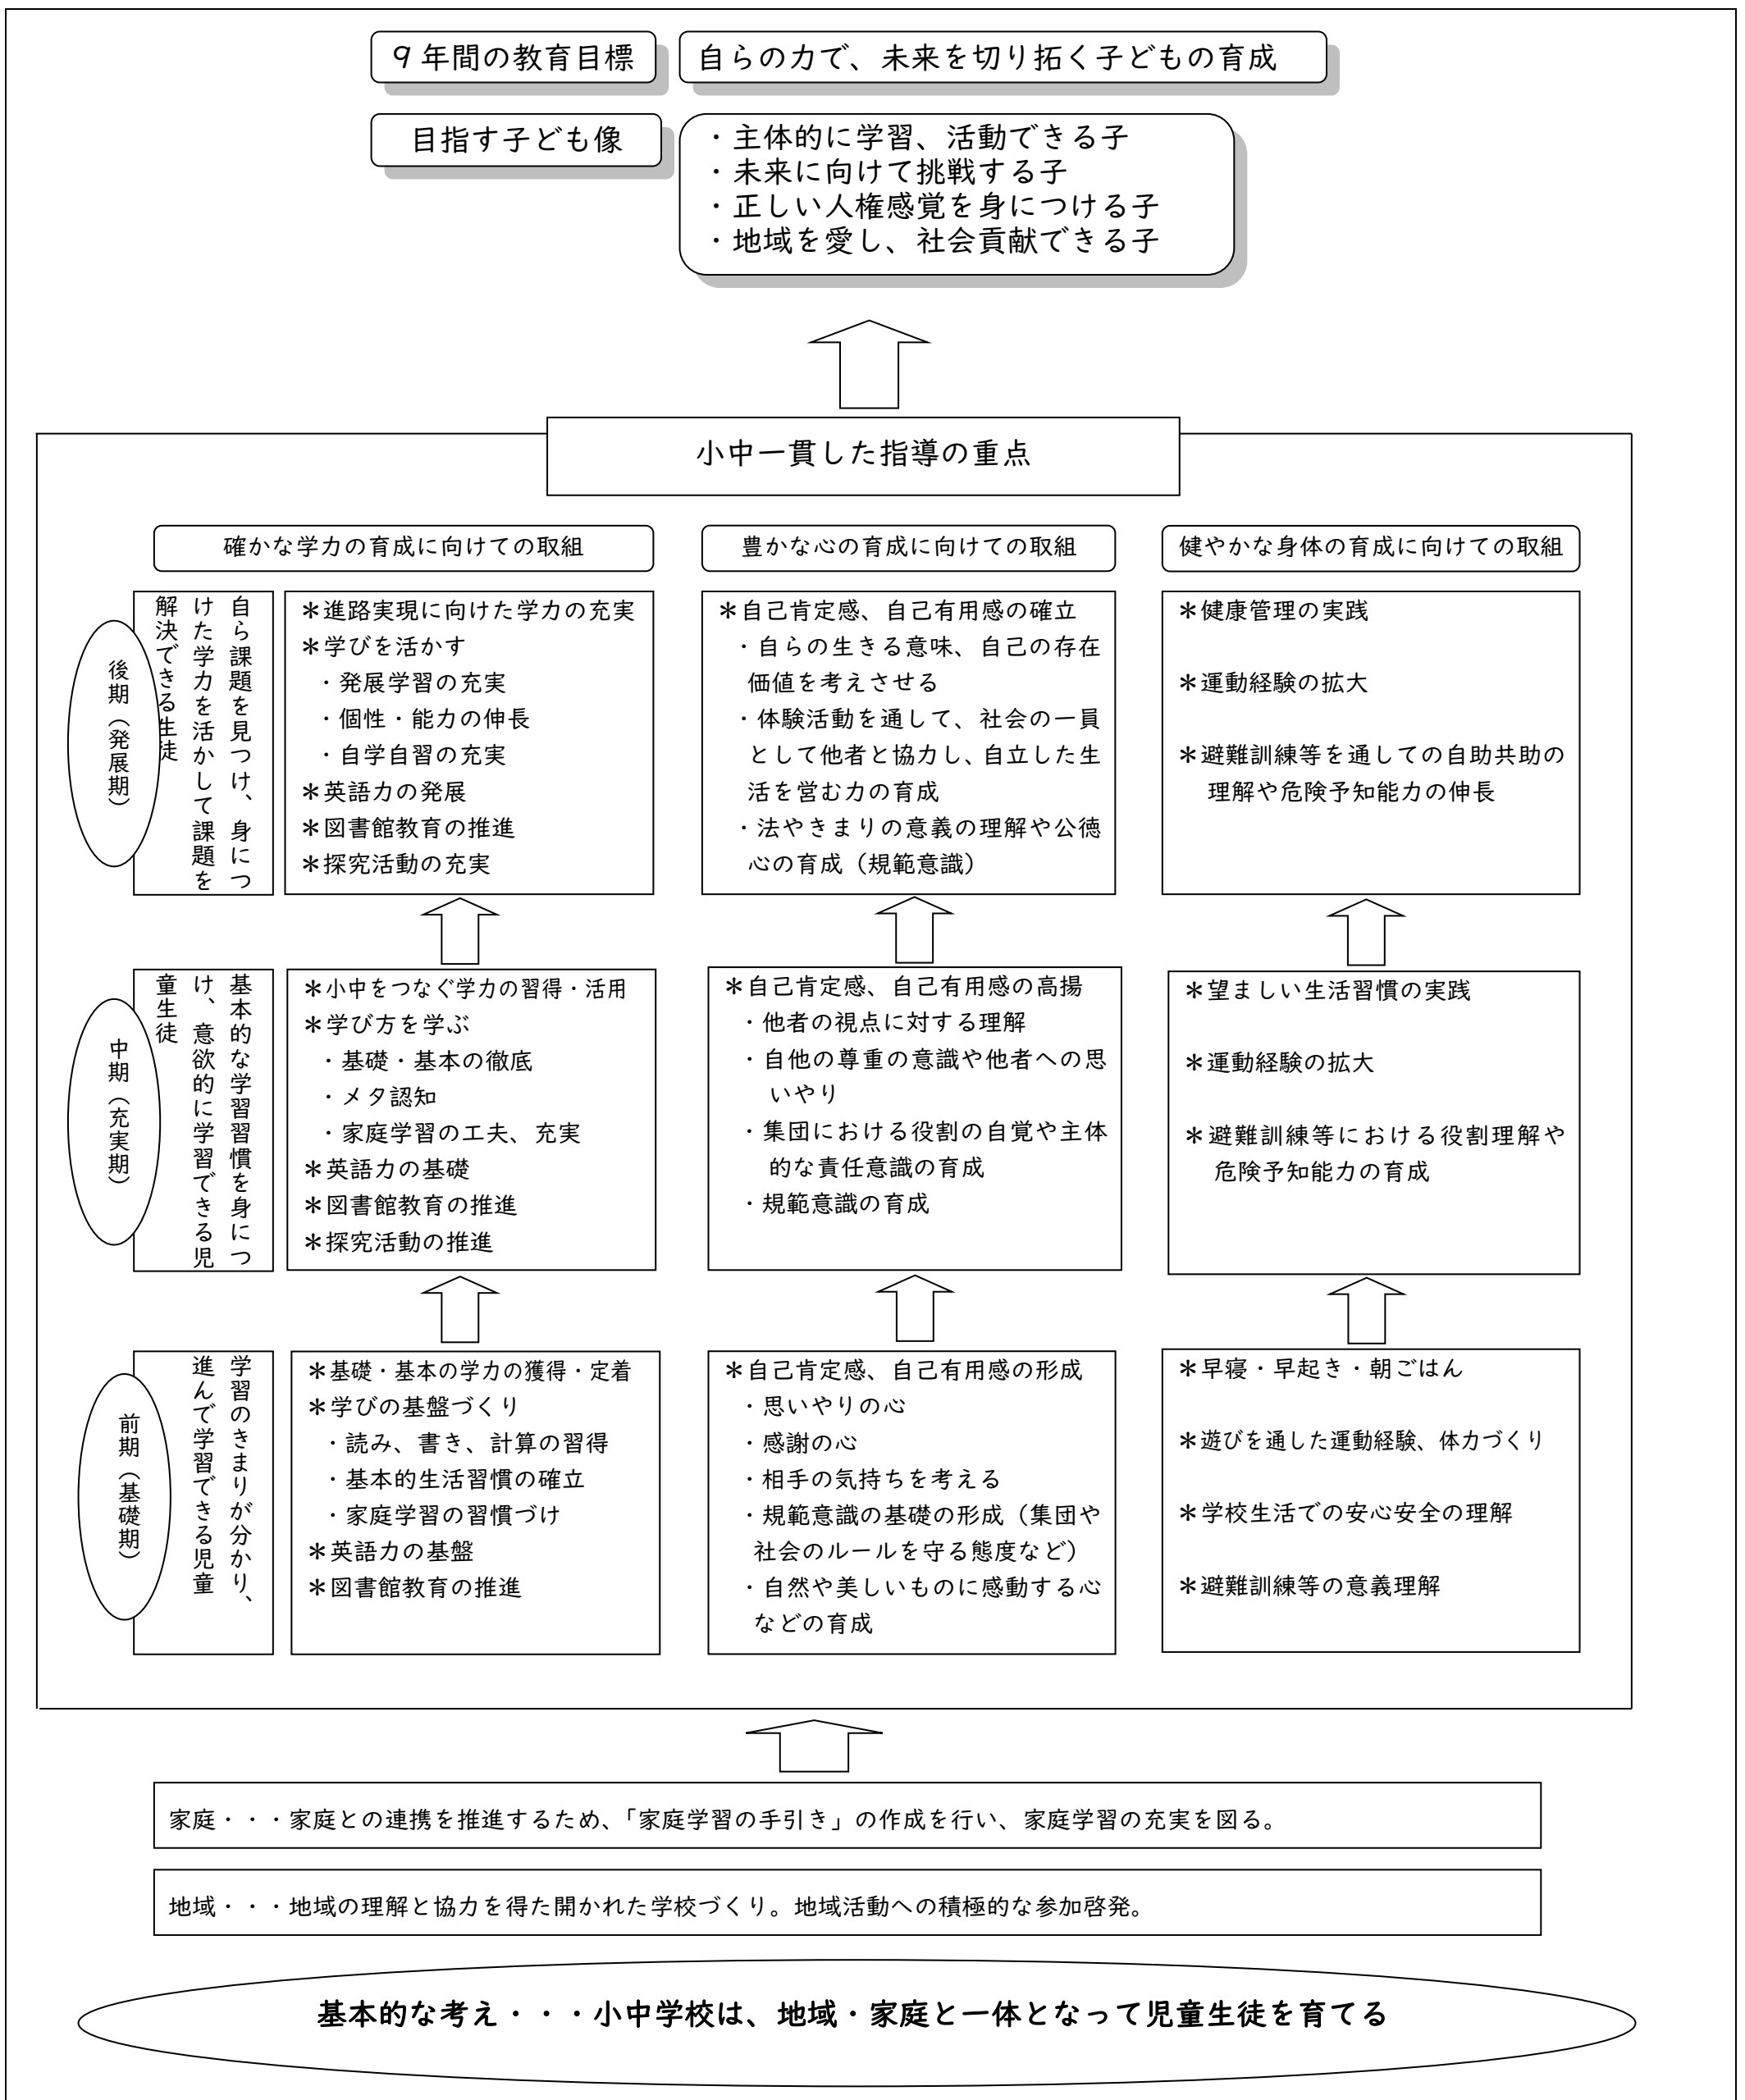 9年間の教育目標
自らの力で、未来を切り拓く子どもの育成
目指す子ども像
・主体的に学習、活動できる子
・未来に向けて挑戦する子
・正しい人権感覚を身につける子
・地域を愛し、社会貢献できる子
小中一貫した指導の重点
確かな学力の育成に向けての取組
豊かな心の育成に向けての取組
健やかな身体の育成に向けての取組
後期（発展期）
自ら課題を見つけ、身につ
けた学力を活かして課題を
解決できる生徒
＊進路実現に向けた学力の充実
＊学びを活かす
・発展学習の充実
・個性・能力の伸長
・自学自習の充実
＊英語力の発展
＊図書館教育の推進
＊探究活動の充実
＊自己肯定感、自己有用感の確立
・自らの生きる意味、自己の存在
価値を考えさせる
・体験活動を通して、社会の一員
として他者と協力し、自立した生
活を営む力の育成
・法やきまりの意義の理解や公徳
心の育成（規範意識）
＊健康管理の実践
＊運動経験の拡大
＊避難訓練等を通しての自助共助の
理解や危険予知能力の伸長
中期（充実期）
基本的な学習習慣を身につ
け、意欲的に学習できる児
童生徒
＊小中をつなぐ学力の習得・活用
＊学び方を学ぶ
・基礎・基本の徹底
・メタ認知
・家庭学習の工夫、充実
＊英語力の基礎
＊図書館教育の推進
＊探究活動の推進
＊自己肯定感、自己有用感の高揚
・他者の視点に対する理解
・自他の尊重の意識や他者への思
いやり
・集団における役割の自覚や主体
的な責任意識の育成
・規範意識の育成
＊望ましい生活習慣の実践
＊運動経験の拡大
＊避難訓練等における役割理解や
危険予知能力の育成
前期（基礎期）
学習のきまりが分かり、
進んで学習できる児童
＊基礎・基本の学力の獲得・定着
＊学びの基盤づくり
・読み、書き、計算の習得
・基本的生活習慣の確立
・家庭学習の習慣づけ
＊英語力の基盤
＊図書館教育の推進
＊自己肯定感、自己有用感の形成
・思いやりの心
・感謝の心
・相手の気持ちを考える
・規範意識の基礎の形成（集団や
社会のルールを守る態度など）
・自然や美しいものに感動する心
などの育成
＊早寝・早起き・朝ごはん
＊遊びを通した運動経験、体力づくり
＊学校生活での安心安全の理解
＊避難訓練等の意義理解
家庭・・・家庭との連携を推進するため、「家庭学習の手引き」の作成を行い、家庭学習の充実を図る。
地域・・・地域の理解と協力を得た開かれた学校づくり。地域活動への積極的な参加啓発。
基本的な考え・・・小中学校は、地域・家庭と一体となって児童生徒を育てる